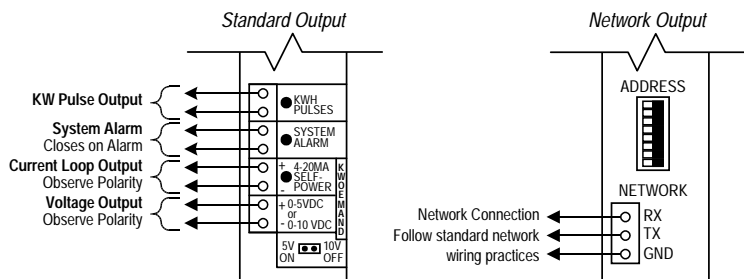 Standard Output
KW Pulse Output
System Alarm
Closes on Alarm
Current Loop Output
Observe Polarity
Voltage Output
Observe Polarity
KWH
PULSES
SYSTEM
ALARM
+ 4-20MA
SELF-
- POWER
+ 0-5VDC
or
- 0-10 VDC
KWDEMAND
5V 10V
ON OFF
Network Output
ADDRESS
NETWORK
RX
TX
GND
Network Connection
Follow standard network
wiring practices